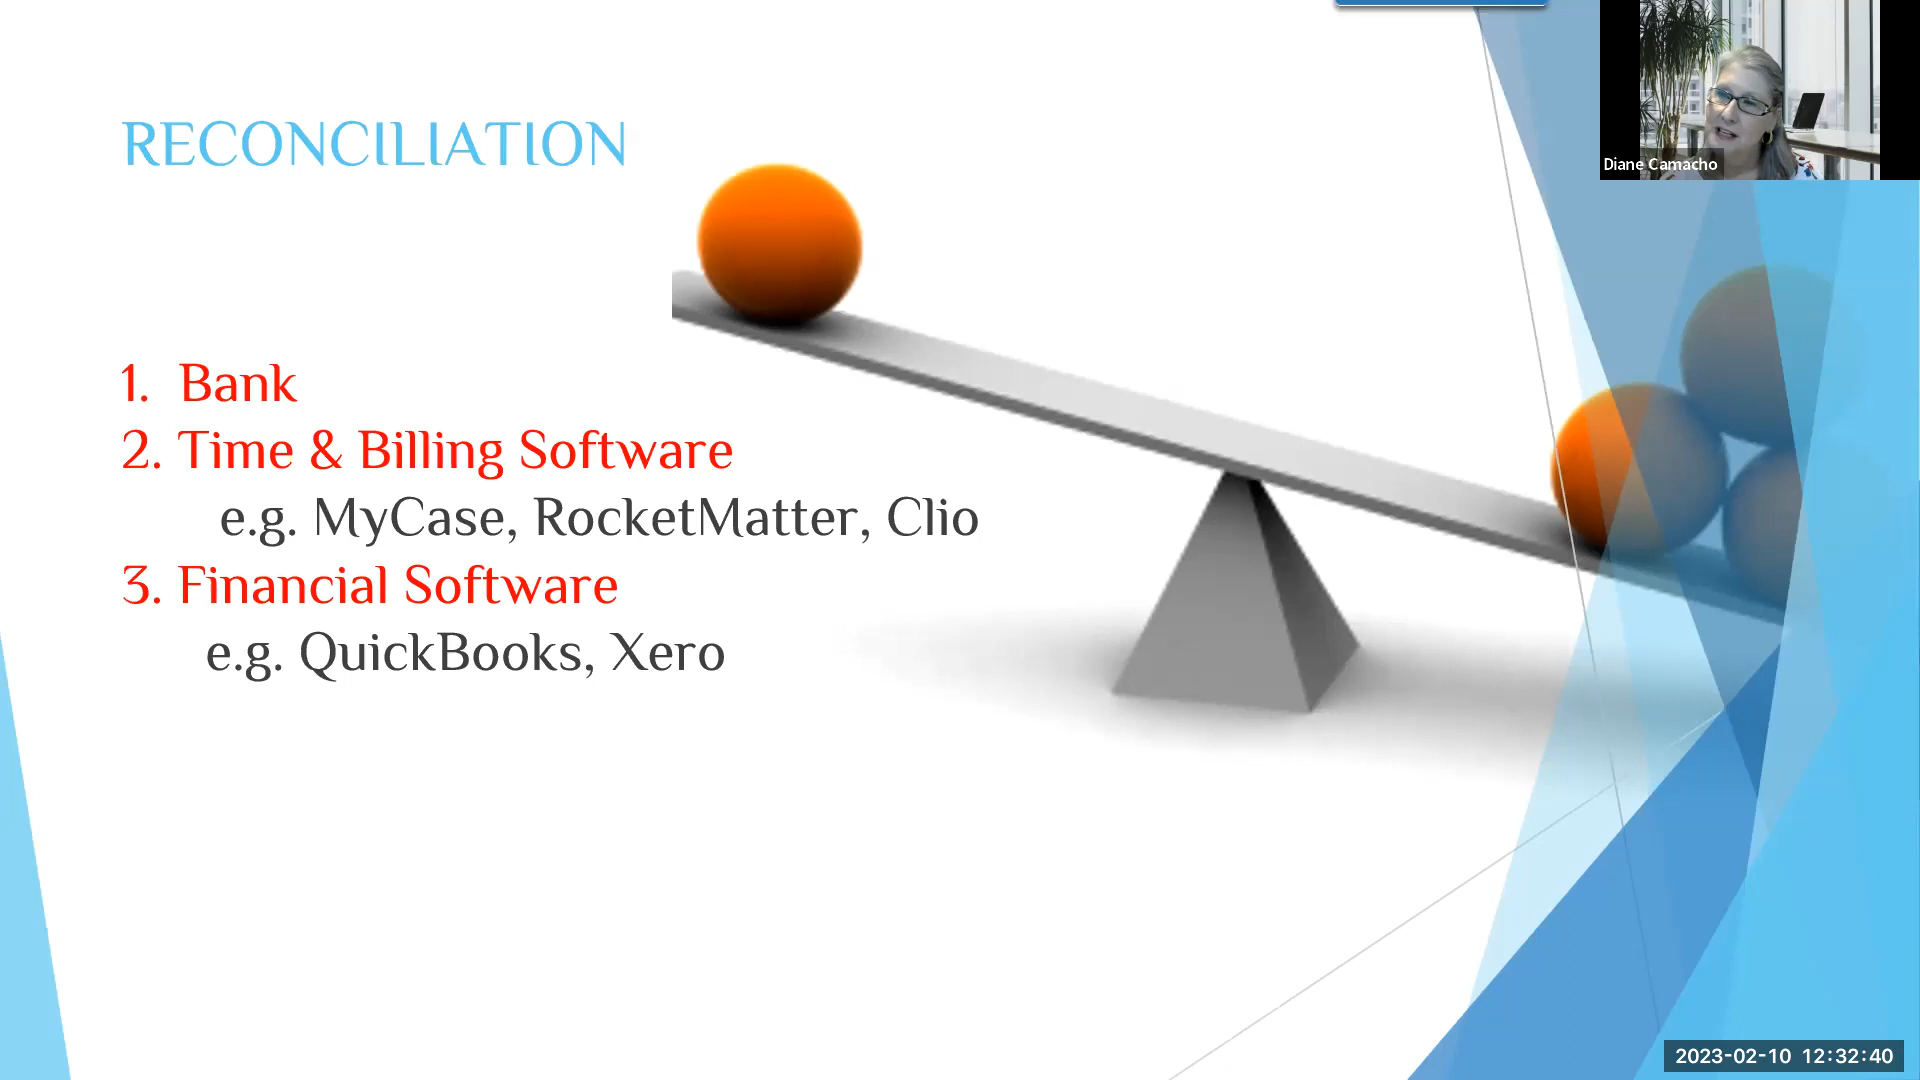 RECONCILIATION
1. Bank
2. Time & Billing Software
e.g. MyCase, RocketMatter, Clio
3. Financial Software
e.g. QuickBooks, Xero
Diane Camacho
2023-02-10 12:32:40